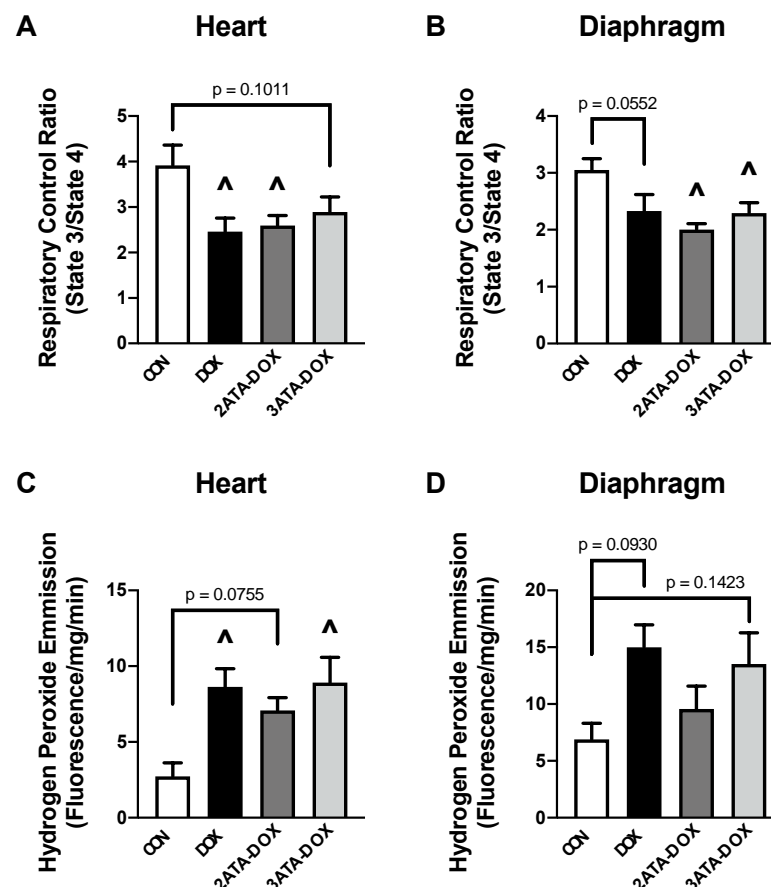 A
Heart
Respiratory Control Ratio
(State 3/State 4)
5
4
3
2
1
0
p = 0.1011
^
^
CON
DOX
2ATA-DOX
3ATA-DOX
B
Diaphragm
Respiratory Control Ratio
(State 3/State 4)
4
3
2
1
0
p = 0.0552
^
^
CON
DOX
2ATA-DOX
3ATA-DOX
C
Heart
Hydrogen Peroxide Emmission
(Fluorescence/mg/min)
15
10
5
0
p = 0.0755
^
^
CON
DOX
2ATA-DOX
3ATA-DOX
D
Diaphragm
Hydrogen Peroxide Emmission
(Fluorescence/mg/min)
20
15
10
5
0
p = 0.0930
p = 0.1423
CON
DOX
2ATA-DOX
3ATA-DOX